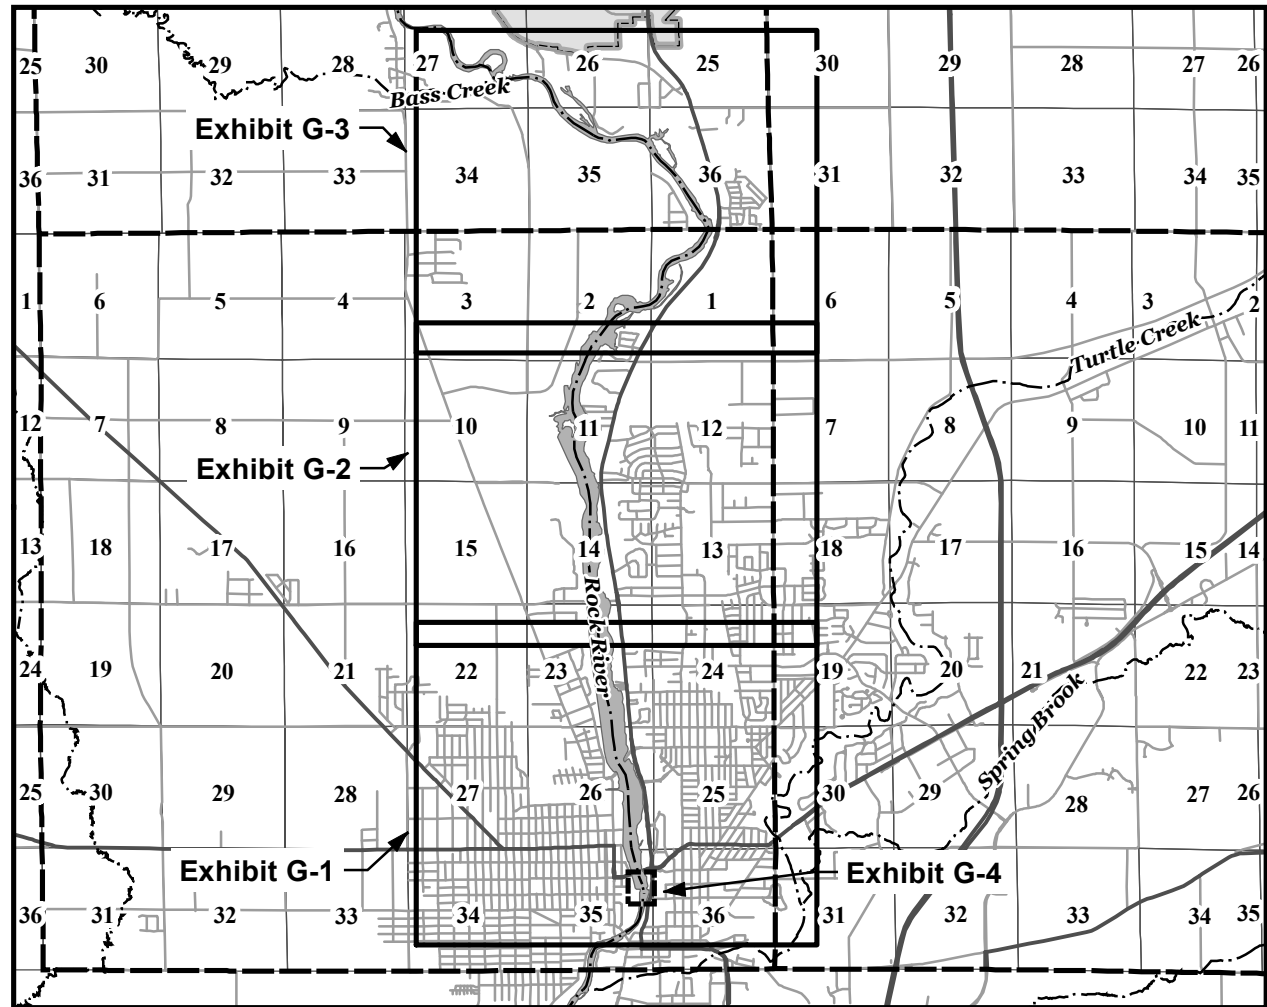 25 30 29 28 27 26 25 30 29 28 27 26
Bass Creek
Exhibit G-3
36 31 32 33 34 35 36 31 32 33 34 35
1 6 5 4 3 2 1 6 5 4 3 2
Turtle Creek
12 7 8 9 10 11 12 7 8 9 10 11
Exhibit G-2
13 18 17 16 15 14 13 18 17 16 15 14
Rock River
24 19 20 21 22 23 24 19 20 21 22 23
Spring Brook
25 30 29 28 27 26 25 30 29 28 27 26
Exhibit G-1
Exhibit G-4
36 31 32 33 34 35 36 31 32 33 34 35